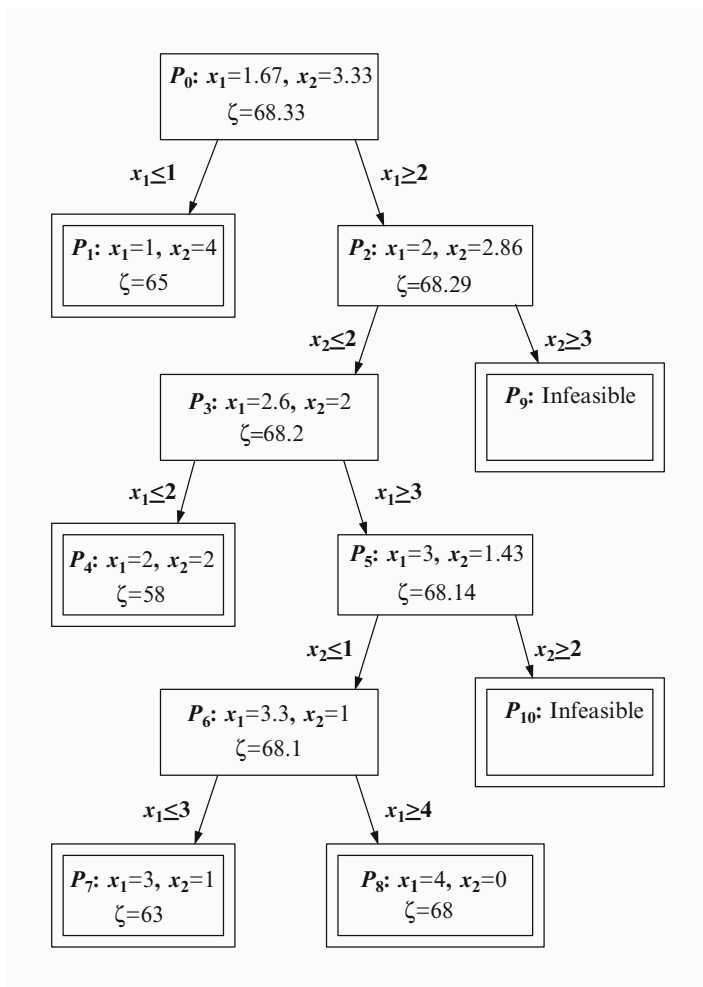 P₀: x₁=1.67, x₂=3.33
ζ=68.33
x₁≤1
x₁≥2
P₁: x₁=1, x₂=4
ζ=65
P₂: x₁=2, x₂=2.86
ζ=68.29
x₂≤2
x₂≥3
P₃: x₁=2.6, x₂=2
ζ=68.2
P₉: Infeasible
x₁≤2
x₁≥3
P₄: x₁=2, x₂=2
ζ=58
P₅: x₁=3, x₂=1.43
ζ=68.14
x₂≤1
x₂≥2
P₆: x₁=3.3, x₂=1
ζ=68.1
P₁₀: Infeasible
x₁≤3
x₁≥4
P₇: x₁=3, x₂=1
ζ=63
P₈: x₁=4, x₂=0
ζ=68